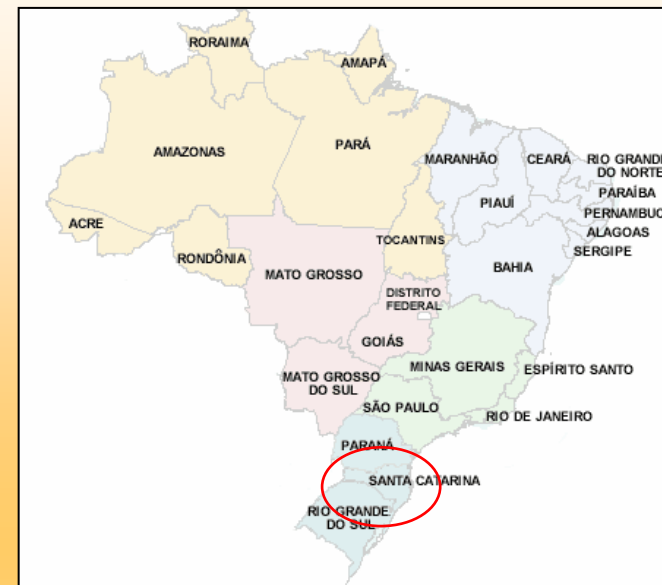 RORAIMA
AMAPÁ
AMAZONAS
PARÁ
MARANHÃO
CEARÁ
RIO GRANDE
DO NORTE
PARAÍBA
PIAUÍ
PERNAMBUC
ACRE
ALAGOAS
TOCANTINS
SERGIPE
RONDÔNIA
MATO GROSSO
BAHIA
DISTRITO
FEDERAL
GOIÁS
MINAS GERAIS
ESPÍRITO SANTO
MATO GROSSO
DO SUL
SÃO PAULO
RIO DE JANEIRO
PARANÁ
SANTA CATARINA
RIO GRANDE
DO SUL